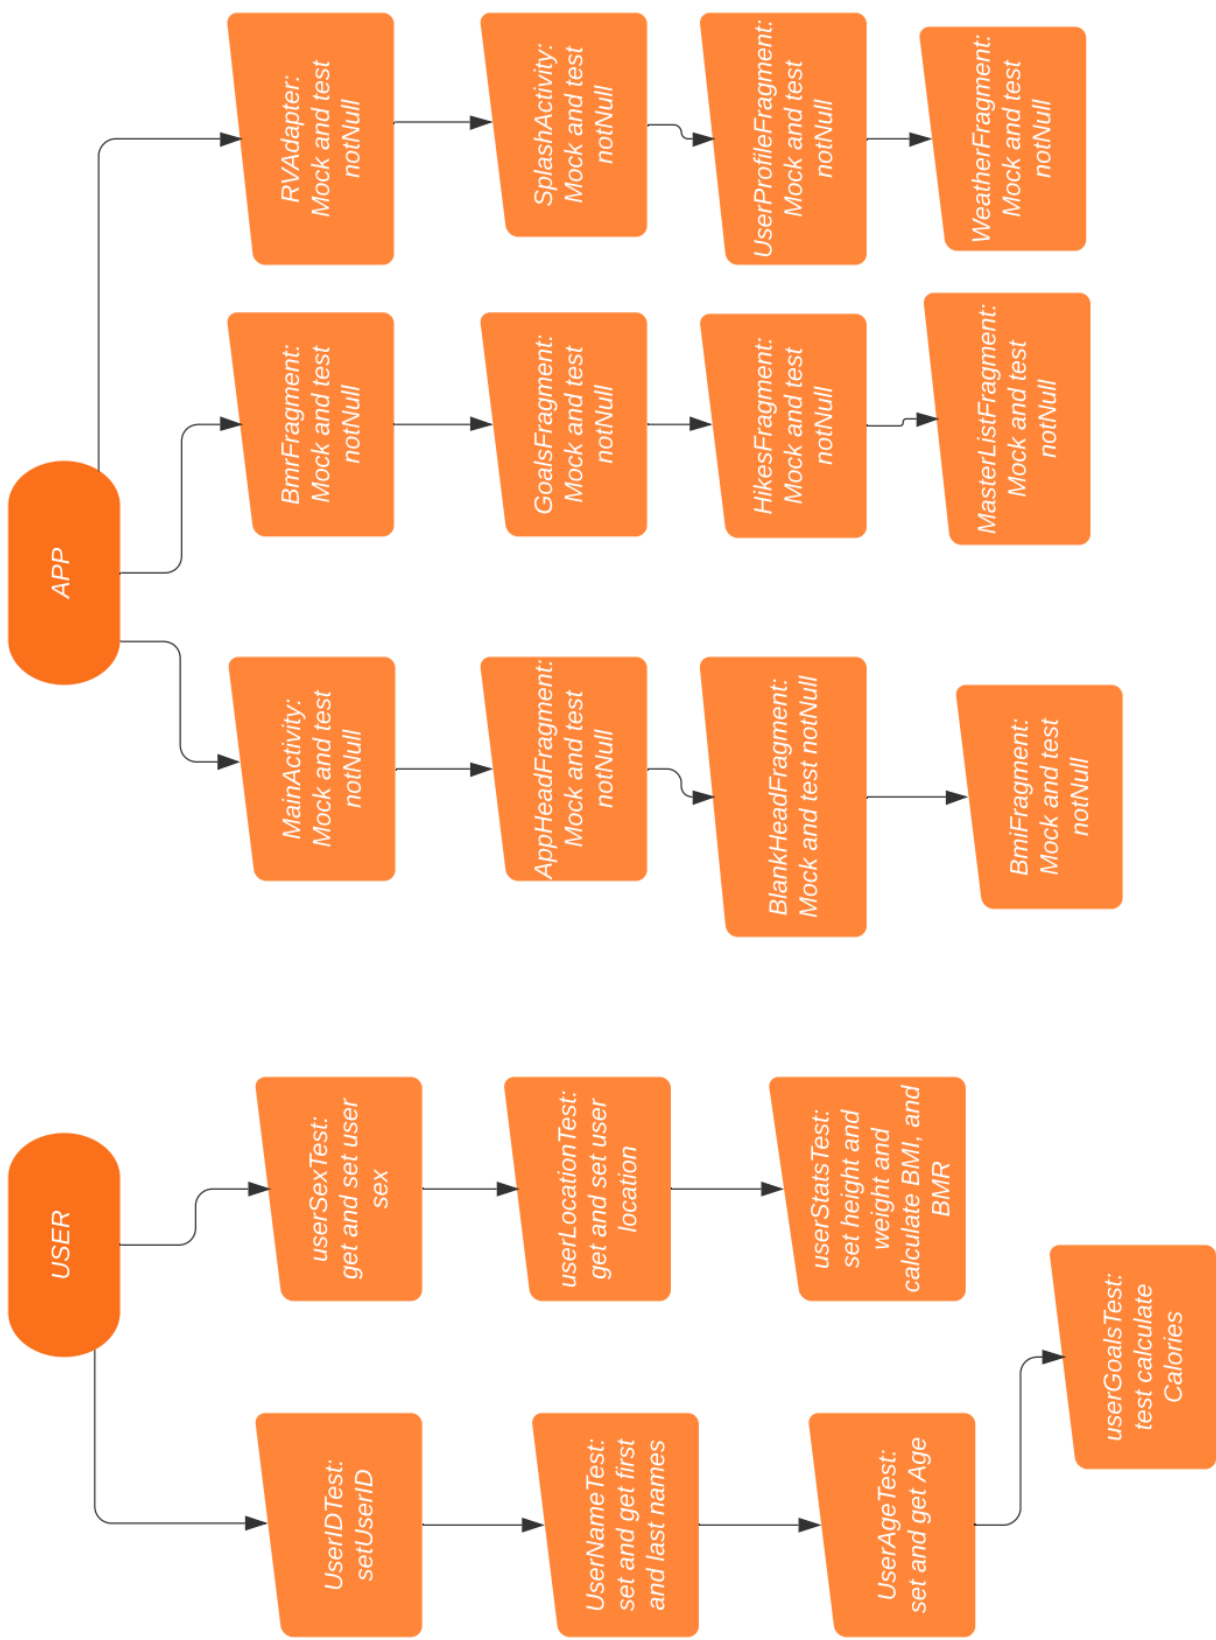 USER
APP
UserIDTest:
setUserID
userSexTest:
get and set user
sex
MainActivity:
Mock and test
notNull
BmrFragment:
Mock and test
notNull
RVAdapter:
Mock and test
notNull
UserNameTest:
set and get first
and last names
userLocationTest:
get and set user
location
AppHeadFragment:
Mock and test
notNull
GoalsFragment:
Mock and test
notNull
SplashActivity:
Mock and test
notNull
UserAgeTest:
set and get Age
userStatsTest:
set height and
weight and
calculate BMI, and
BMR
BlankHeadFragment:
Mock and test notNull
HikesFragment:
Mock and test
notNull
UserProfileFragment:
Mock and test
notNull
userGoalsTest:
test calculate
Calories
BmiFragment:
Mock and test
notNull
MasterListFragment:
Mock and test
notNull
WeatherFragment:
Mock and test
notNull